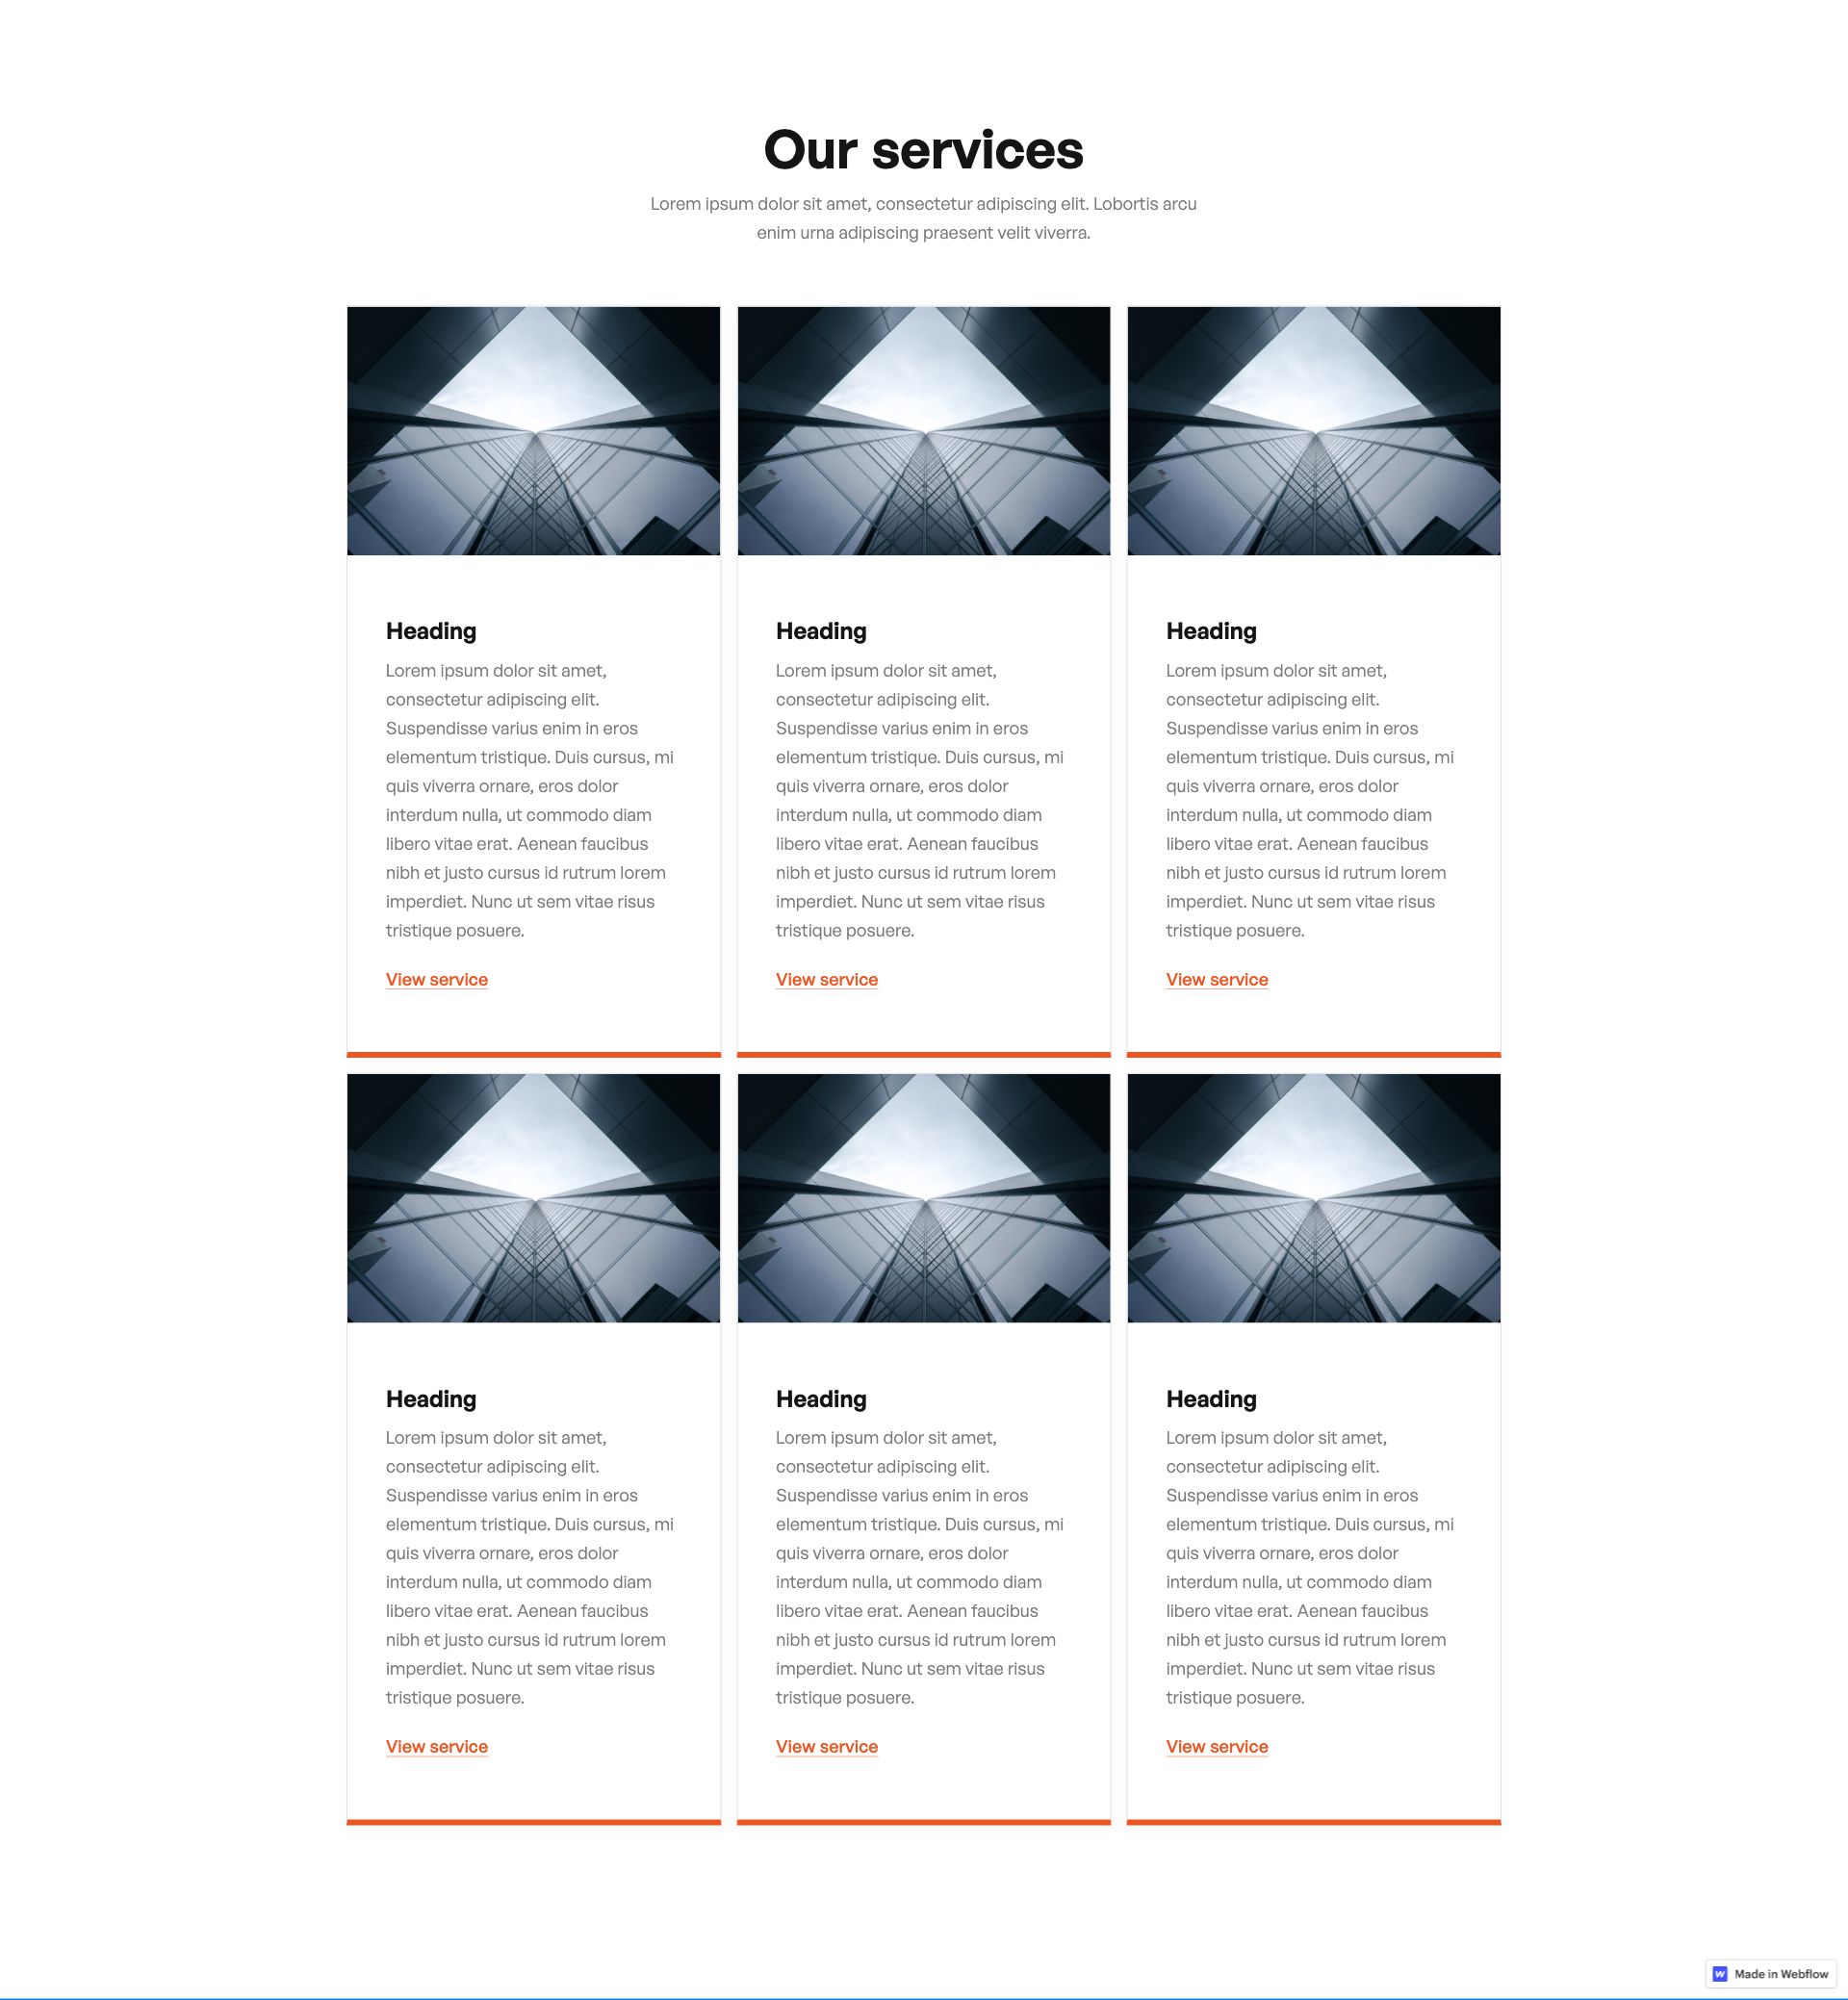 Our services
Lorem ipsum dolor sit amet, consectetur adipiscing elit. Lobortis arcu
enim urna adipiscing praesent velit viverra.
Heading
Lorem ipsum dolor sit amet,
consectetur adipiscing elit.
Suspendisse varius enim in eros
elementum tristique. Duis cursus, mi
quis viverra ornare, eros dolor
interdum nulla, ut commodo diam
libero vitae erat. Aenean faucibus
nibh et justo cursus id rutrum lorem
imperdiet. Nunc ut sem vitae risus
tristique posuere.
View service
Heading
Lorem ipsum dolor sit amet,
consectetur adipiscing elit.
Suspendisse varius enim in eros
elementum tristique. Duis cursus, mi
quis viverra ornare, eros dolor
interdum nulla, ut commodo diam
libero vitae erat. Aenean faucibus
nibh et justo cursus id rutrum lorem
imperdiet. Nunc ut sem vitae risus
tristique posuere.
View service
Heading
Lorem ipsum dolor sit amet,
consectetur adipiscing elit.
Suspendisse varius enim in eros
elementum tristique. Duis cursus, mi
quis viverra ornare, eros dolor
interdum nulla, ut commodo diam
libero vitae erat. Aenean faucibus
nibh et justo cursus id rutrum lorem
imperdiet. Nunc ut sem vitae risus
tristique posuere.
View service
Heading
Lorem ipsum dolor sit amet,
consectetur adipiscing elit.
Suspendisse varius enim in eros
elementum tristique. Duis cursus, mi
quis viverra ornare, eros dolor
interdum nulla, ut commodo diam
libero vitae erat. Aenean faucibus
nibh et justo cursus id rutrum lorem
imperdiet. Nunc ut sem vitae risus
tristique posuere.
View service
Heading
Lorem ipsum dolor sit amet,
consectetur adipiscing elit.
Suspendisse varius enim in eros
elementum tristique. Duis cursus, mi
quis viverra ornare, eros dolor
interdum nulla, ut commodo diam
libero vitae erat. Aenean faucibus
nibh et justo cursus id rutrum lorem
imperdiet. Nunc ut sem vitae risus
tristique posuere.
View service
Heading
Lorem ipsum dolor sit amet,
consectetur adipiscing elit.
Suspendisse varius enim in eros
elementum tristique. Duis cursus, mi
quis viverra ornare, eros dolor
interdum nulla, ut commodo diam
libero vitae erat. Aenean faucibus
nibh et justo cursus id rutrum lorem
imperdiet. Nunc ut sem vitae risus
tristique posuere.
View service
Made in Webflow